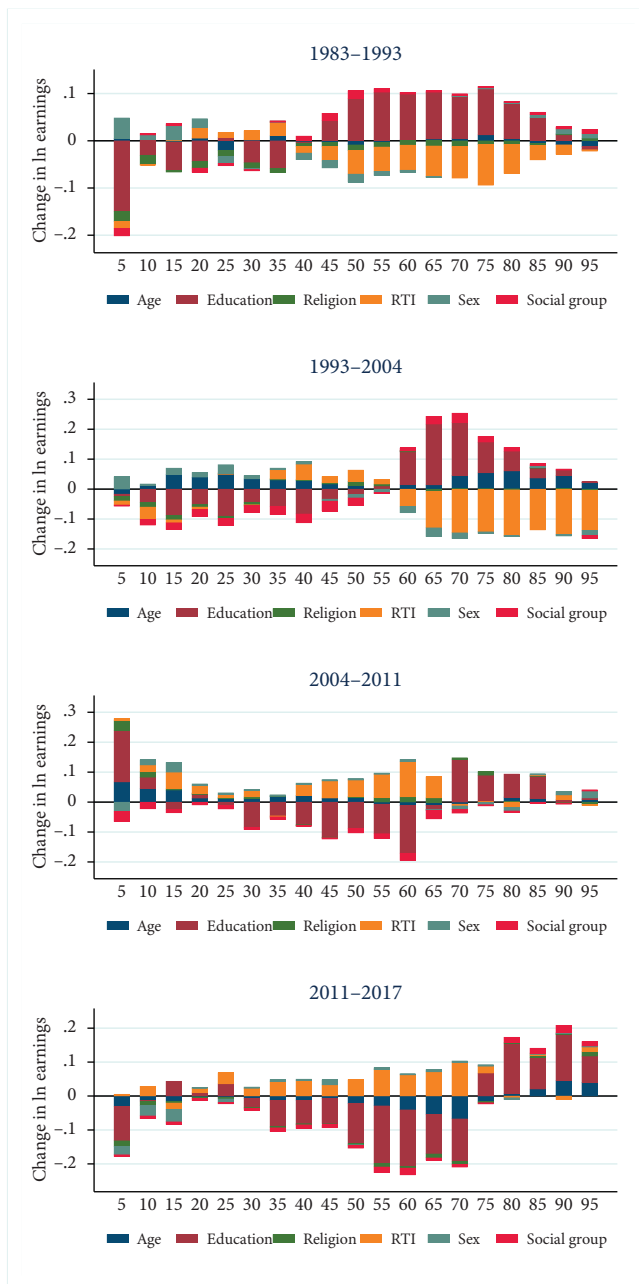 1983–1993
Change in ln earnings
.1
0
–.1
–.2
5 10 15 20 25 30 35 40 45 50 55 60 65 70 75 80 85 90 95
Age Education Religion RTI Sex Social group
1993–2004
Change in ln earnings
.3
.2
.1
0
–.1
–.2
5 10 15 20 25 30 35 40 45 50 55 60 65 70 75 80 85 90 95
Age Education Religion RTI Sex Social group
2004–2011
Change in ln earnings
.3
.2
.1
0
–.1
–.2
5 10 15 20 25 30 35 40 45 50 55 60 65 70 75 80 85 90 95
Age Education Religion RTI Sex Social group
2011–2017
Change in ln earnings
.2
.1
0
–.1
–.2
5 10 15 20 25 30 35 40 45 50 55 60 65 70 75 80 85 90 95
Age Education Religion RTI Sex Social group